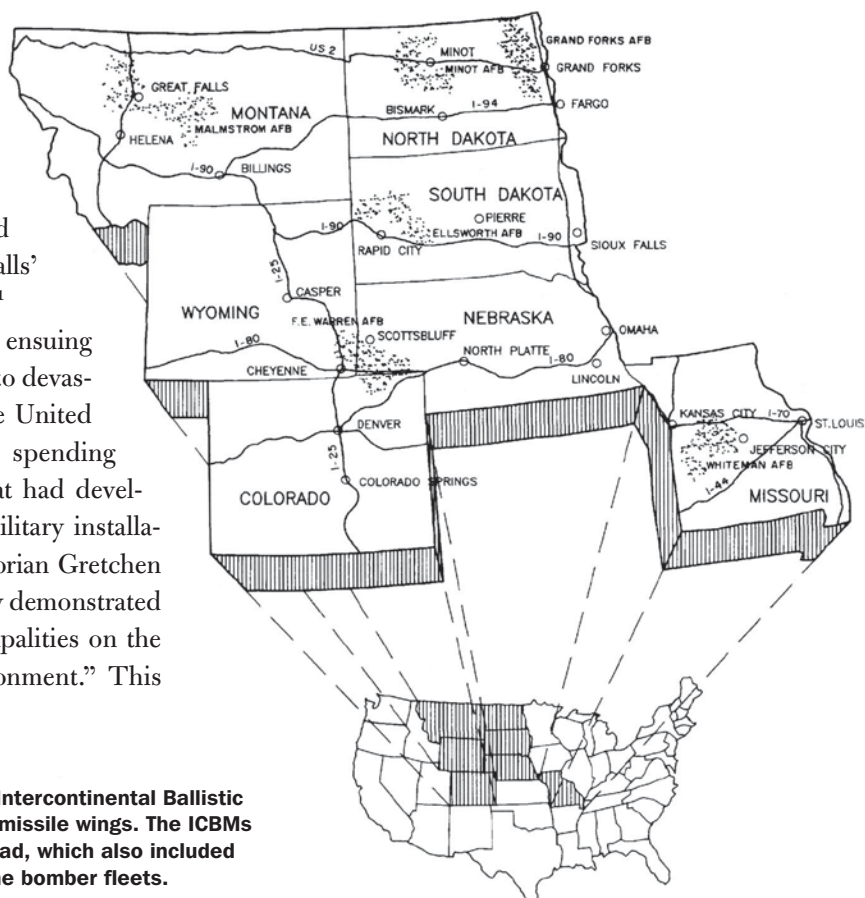 US 2
MINOT
MINOT AFB
GRAND FORKS AFB
GRAND FORKS
GREAT FALLS
MONTANA
MALMSTROM AFB
HELENA
BISMARK
I-94
FARGO
NORTH DAKOTA
I-90
BILLINGS
SOUTH DAKOTA
PIERRE
ELLSWORTH AFB
I-90
RAPID CITY
I-90
SIOUX FALLS
I-25
CASPER
WYOMING
F.E. WARREN AFB
SCOTTSBLUFF
NEBRASKA
OMAHA
I-80
CHEYENNE
NORTH PLATTE
I-80
LINCOLN
DENVER
I-25
COLORADO
COLORADO SPRINGS
KANSAS CITY
I-70
ST. LOUIS
JEFFERSON CITY
WHITEMAN AFB
I-44
MISSOURI
alls’
ensuing
to devas-
United
spending
at had devel-
ilitary installa-
orian Gretchen
demonstrated
palities on the
onment.” This
Intercontinental Ballistic
missile wings. The ICBMs
ad, which also included
ne bomber fleets.